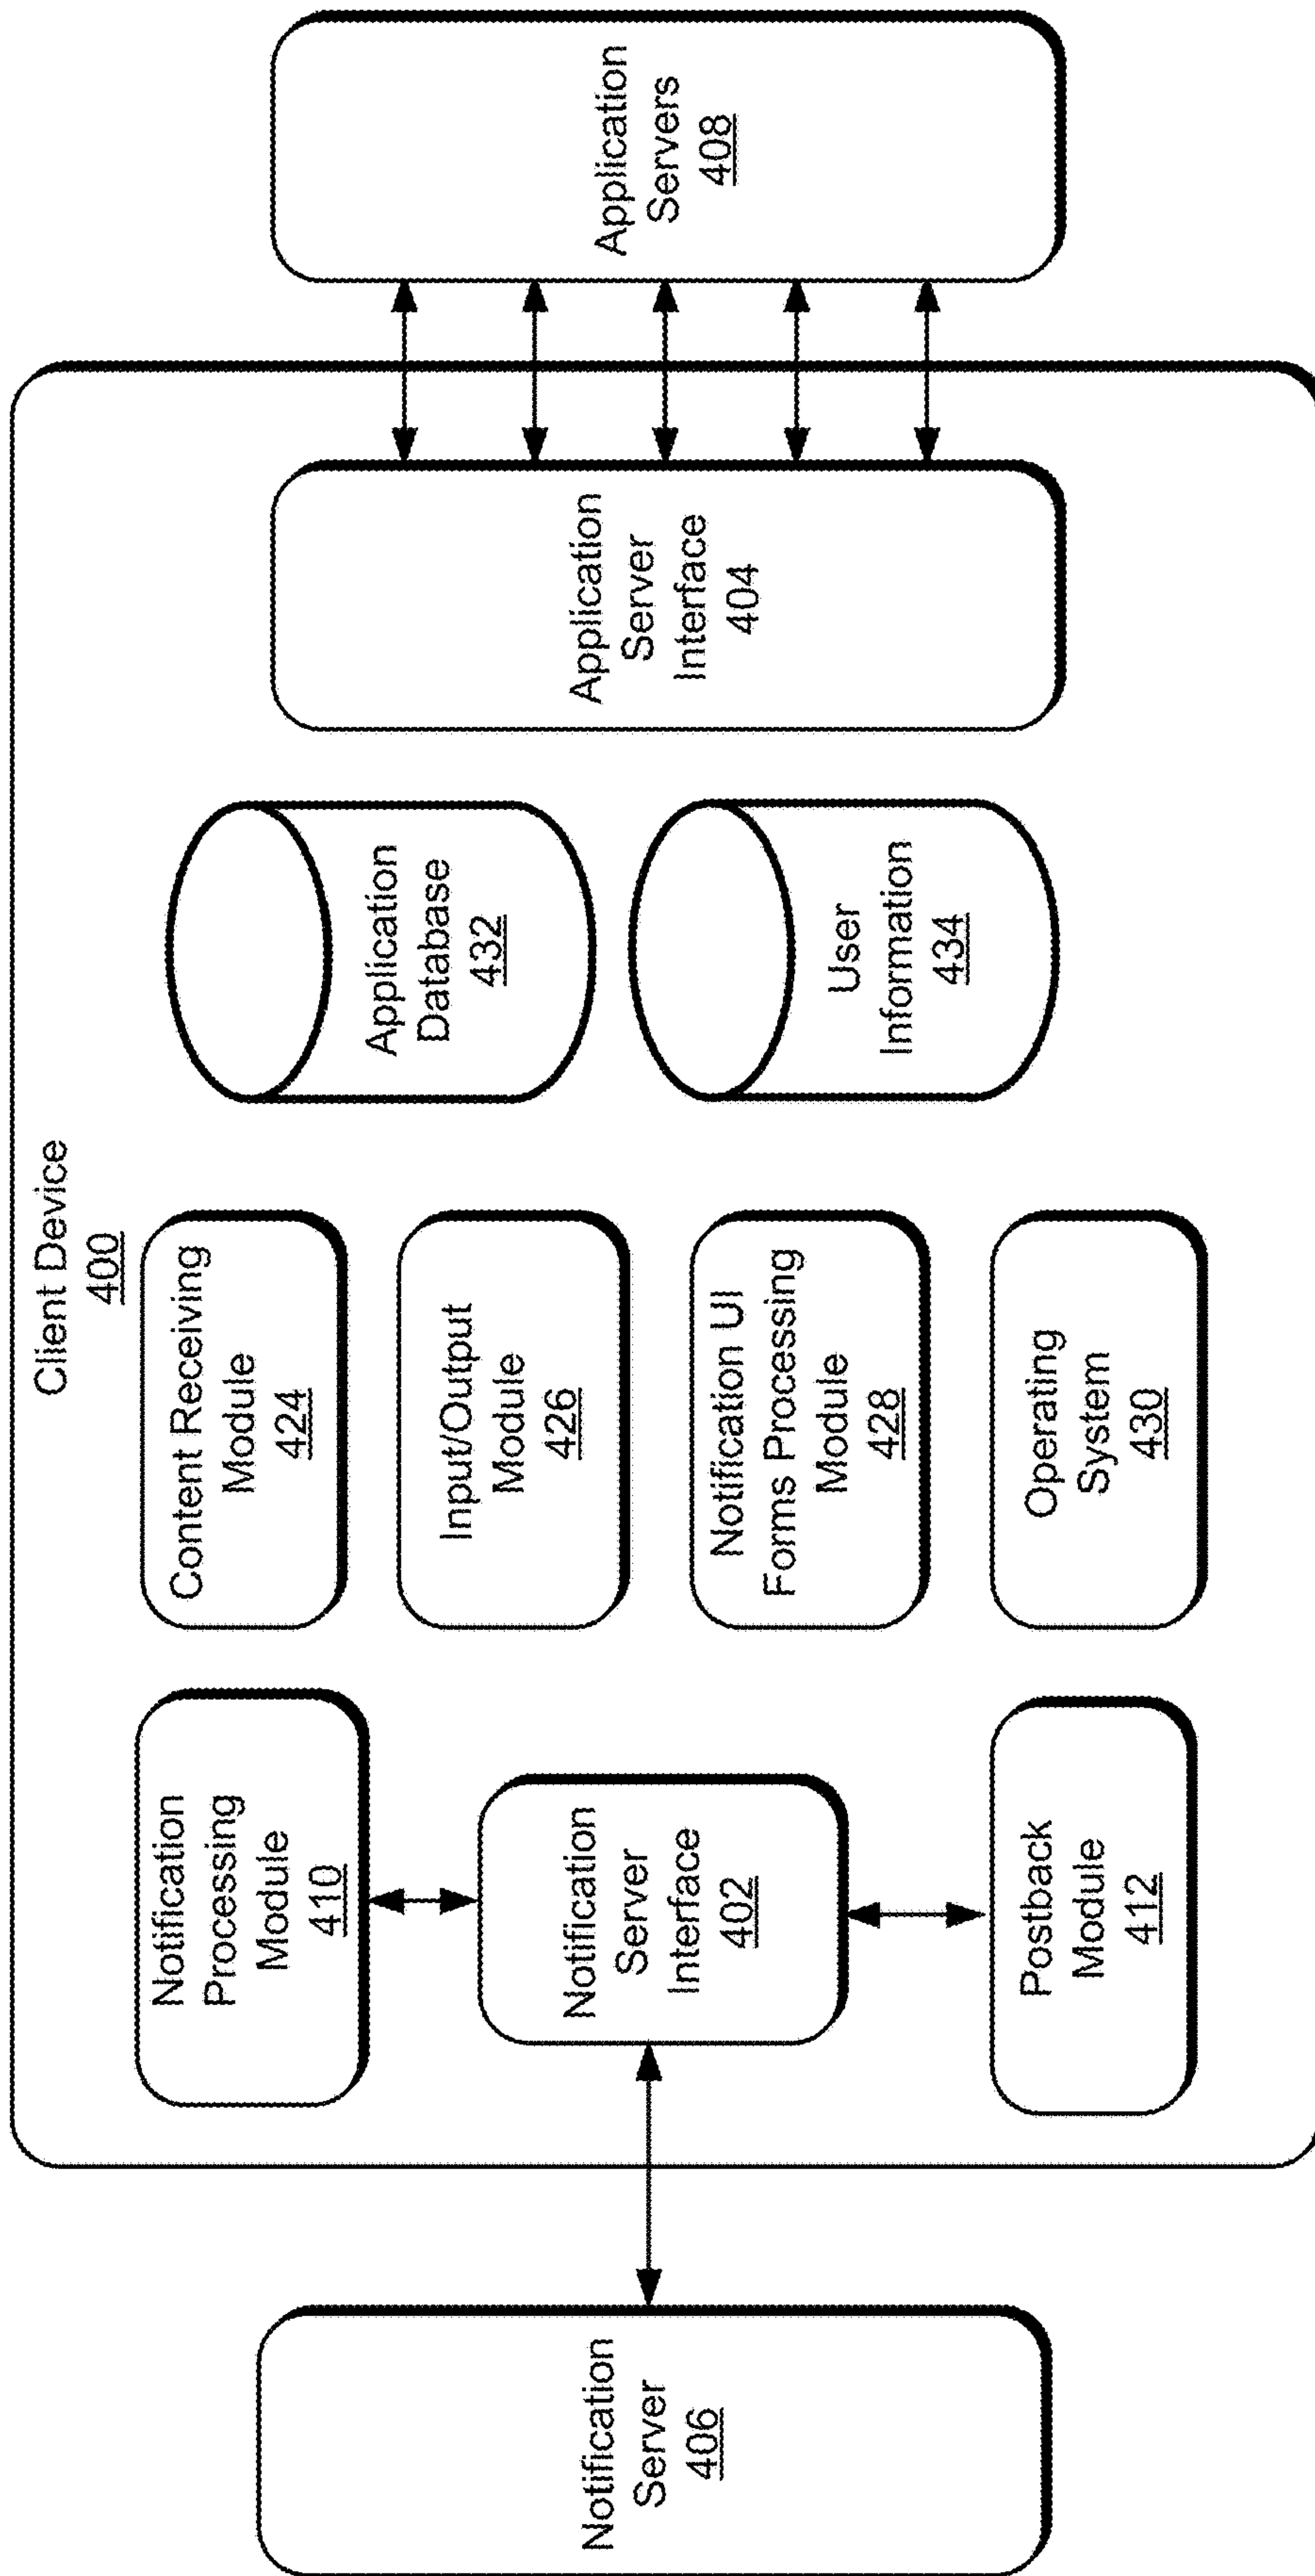 Client Device
400
Notification
Server
406
Notification
Processing
Module
410
Notification
Server
Interface
402
Postback
Module
412
Content Receiving
Module
424
Input/Output
Module
426
Notification UI
Forms Processing
Module
428
Operating
System
430
Application
Database
432
User
Information
434
Application
Server
Interface
404
Application
Servers
408